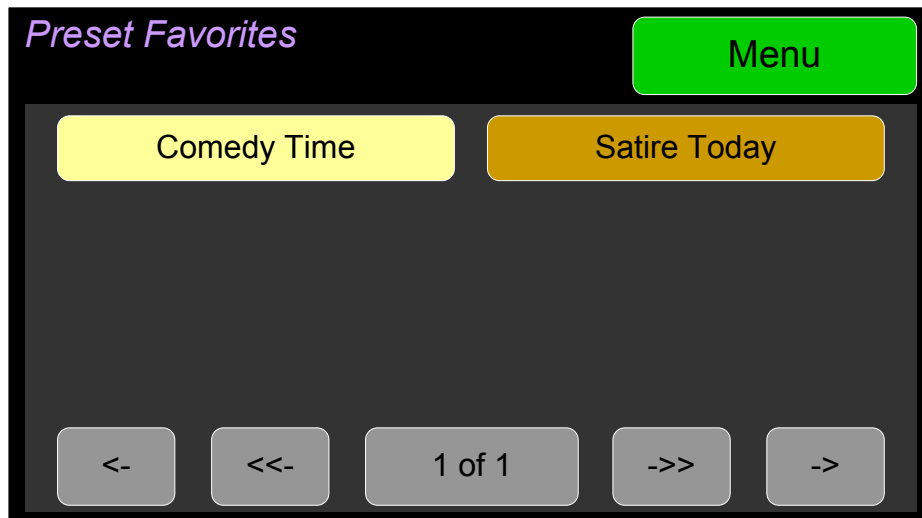 Preset Favorites
Menu
Comedy Time
Satire Today
<-
<<-
1 of 1
->>
->